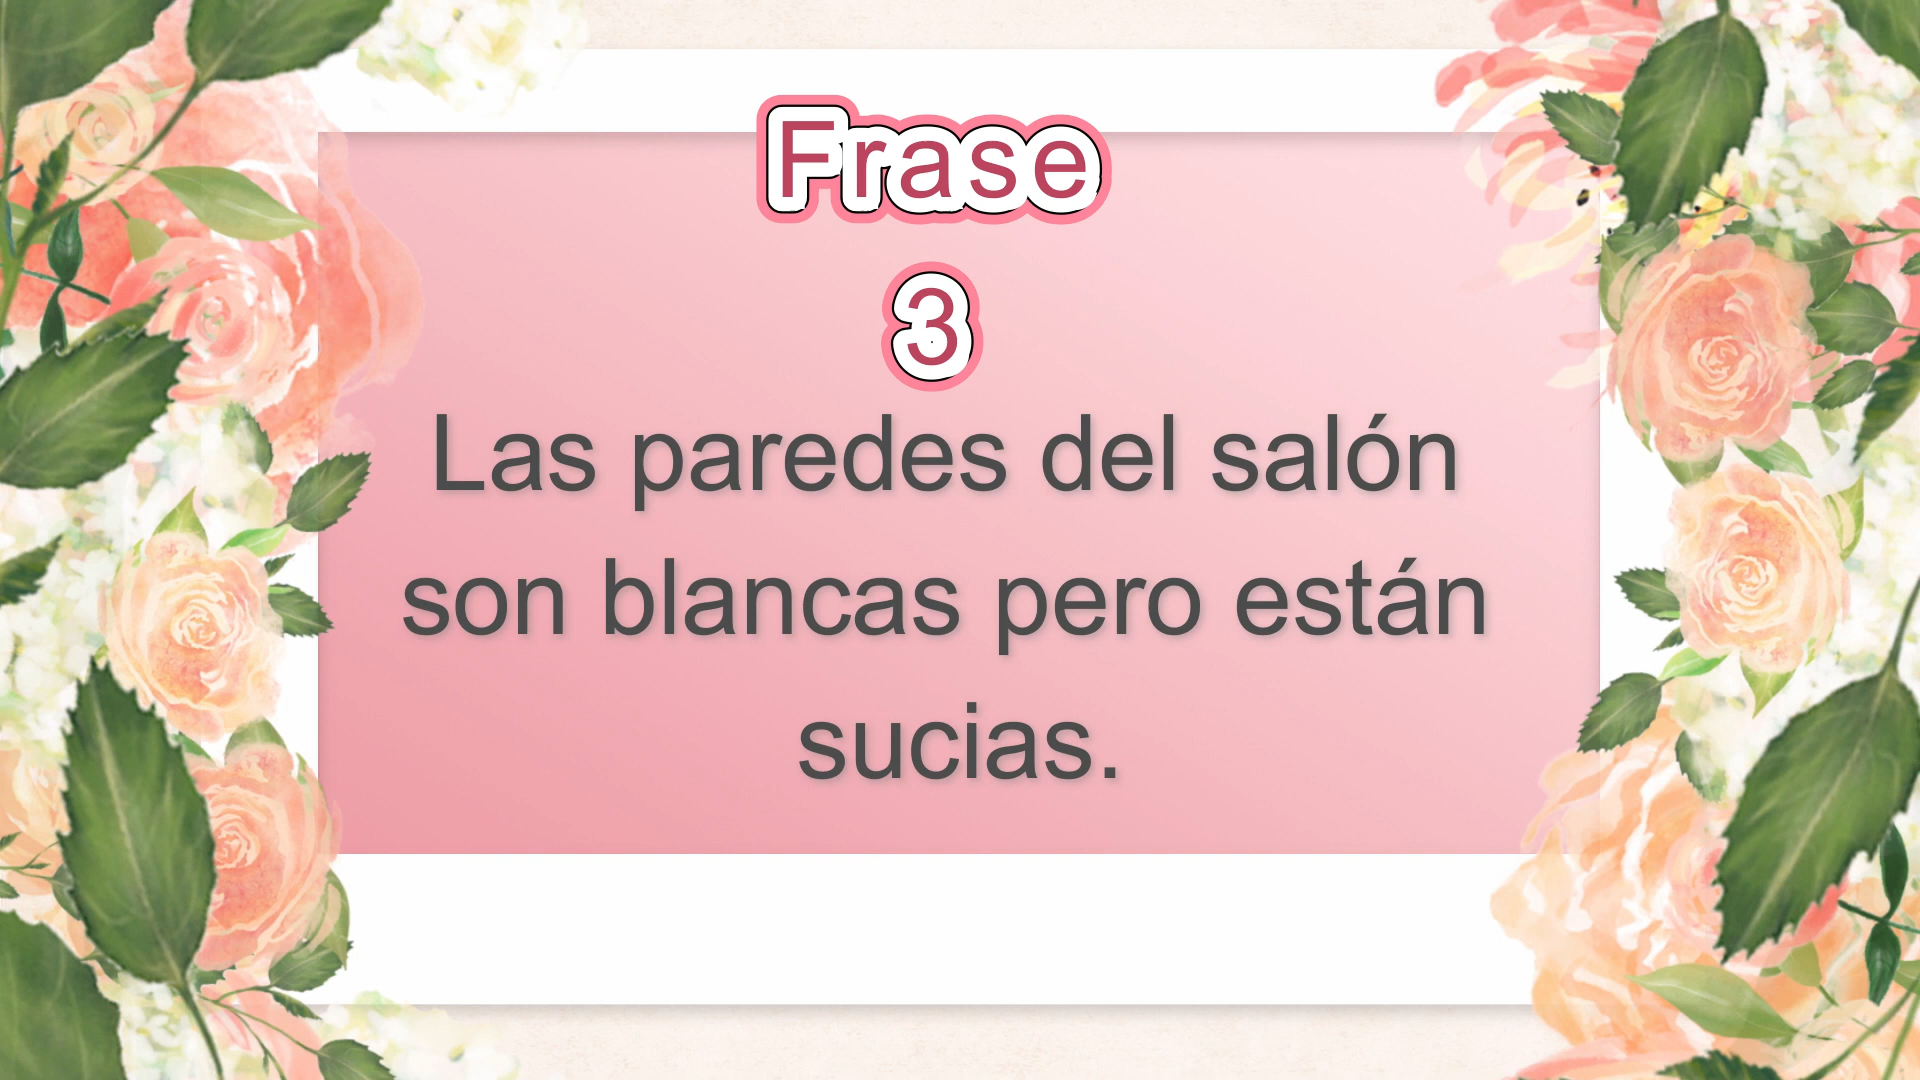 Frase
3
Las paredes del salón
son blancas pero están
sucias.